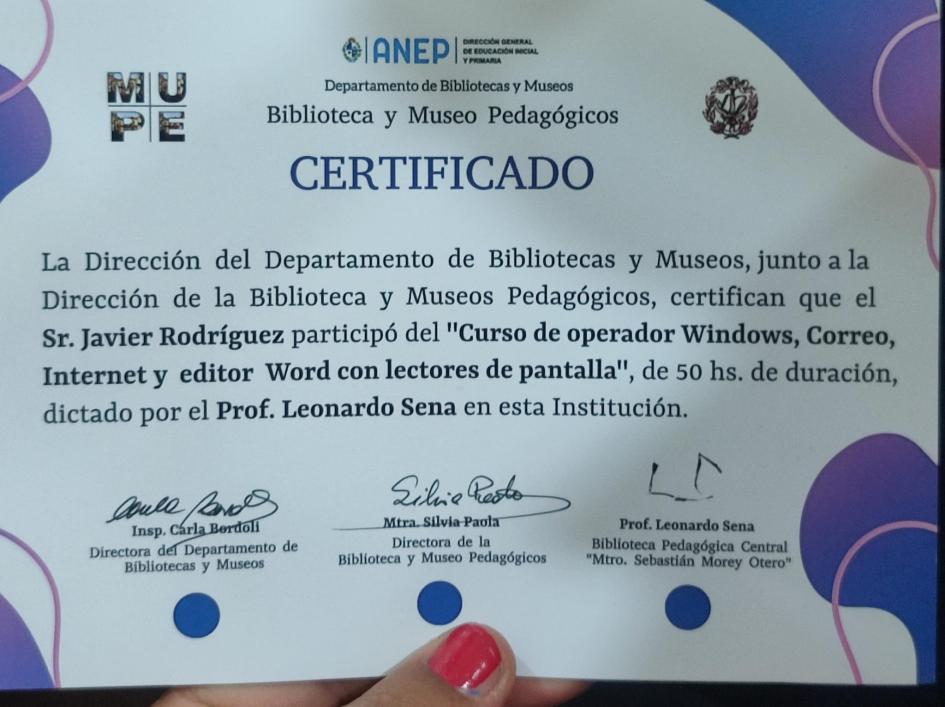 ANEP
DIRECCIÓN GENERAL
DE EDUCACIÓN INICIAL
Y PRIMARIA
MU
PE
Departamento de Bibliotecas y Museos
Biblioteca y Museo Pedagógicos
CERTIFICADO
La Dirección del Departamento de Bibliotecas y Museos, junto a la
Dirección de la Biblioteca y Museos Pedagógicos, certifican que el
Sr. Javier Rodríguez participó del "Curso de operador Windows, Correo,
Internet y editor Word con lectores de pantalla", de 50 hs. de duración,
dictado por el Prof. Leonardo Sena en esta Institución.
Insp. Carla Bordoli
Directora del Departamento de
Bibliotecas y Museos
Silvia
Mtra. Silvia Paola
Directora de la
Biblioteca y Museo Pedagógicos
Prof. Leonardo Sena
Biblioteca Pedagógica Central
"Mtro. Sebastián Morey Otero"